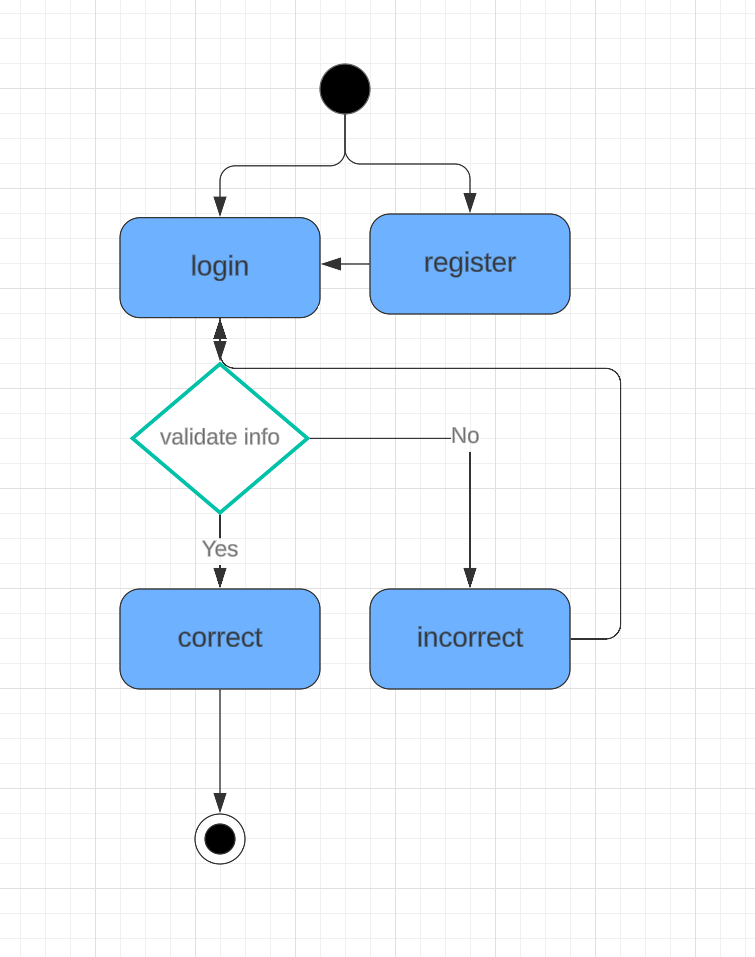 login
register
validate info
No
Yes
correct
incorrect